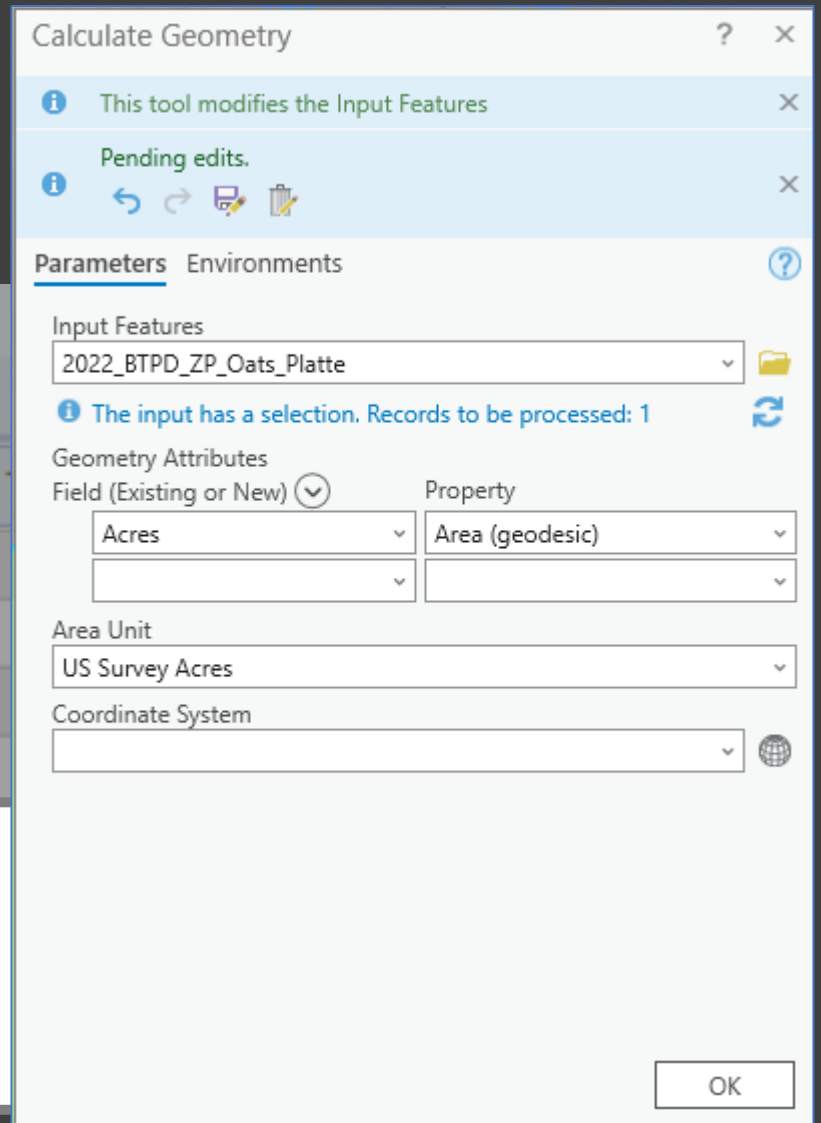 Calculate Geometry
This tool modifies the Input Features
Pending edits.
Parameters Environments
Input Features
2022_BTPD_ZP_Oats_Platte
The input has a selection. Records to be processed: 1
Geometry Attributes
Field (Existing or New) Property
Acres Area (geodesic)
Area Unit
US Survey Acres
Coordinate System
OK